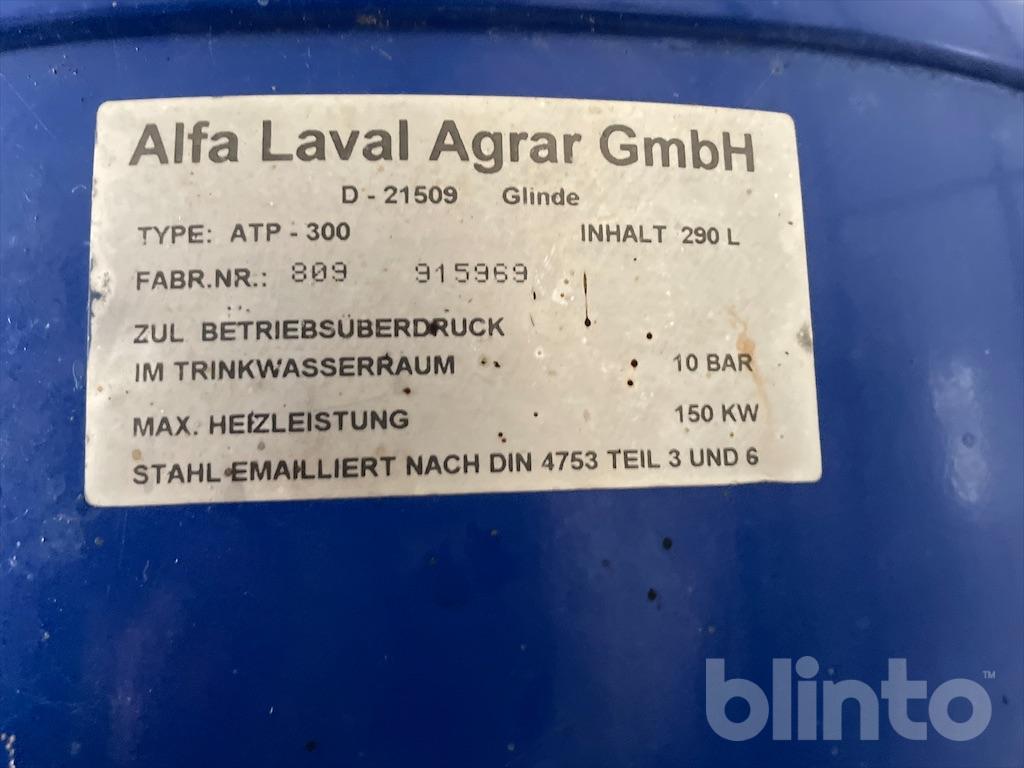 Alfa Laval Agrar GmbH
D - 21509 Glinde
TYPE: ATP - 300 INHALT 290 L
FABR.NR.: 809 915969
ZUL BETRIEBSÜBERDRUCK
IM TRINKWASSERRAUM 10 BAR
MAX. HEIZLEISTUNG 150 KW
STAHL EMAILLIERT NACH DIN 4753 TEIL 3 UND 6
blinto™